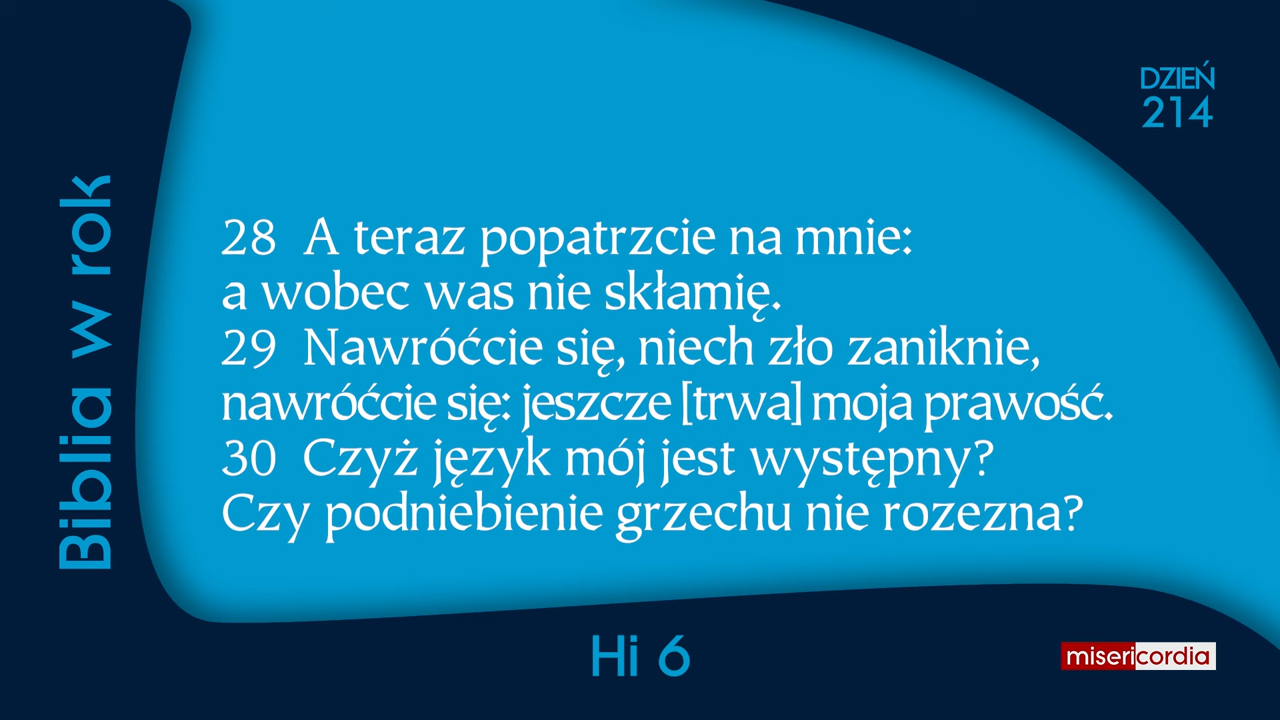 DZIEŃ
214
Biblia w rok
28 A teraz popatrzcie na mnie:
a wobec was nie skłamię.
29 Nawróćcie się, niech zło zaniknie,
nawróćcie się: jeszcze [trwa] moja prawość.
30 Czyż język mój jest występny?
Czy podniebienie grzechu nie rozezna?
Hi 6
misericordia